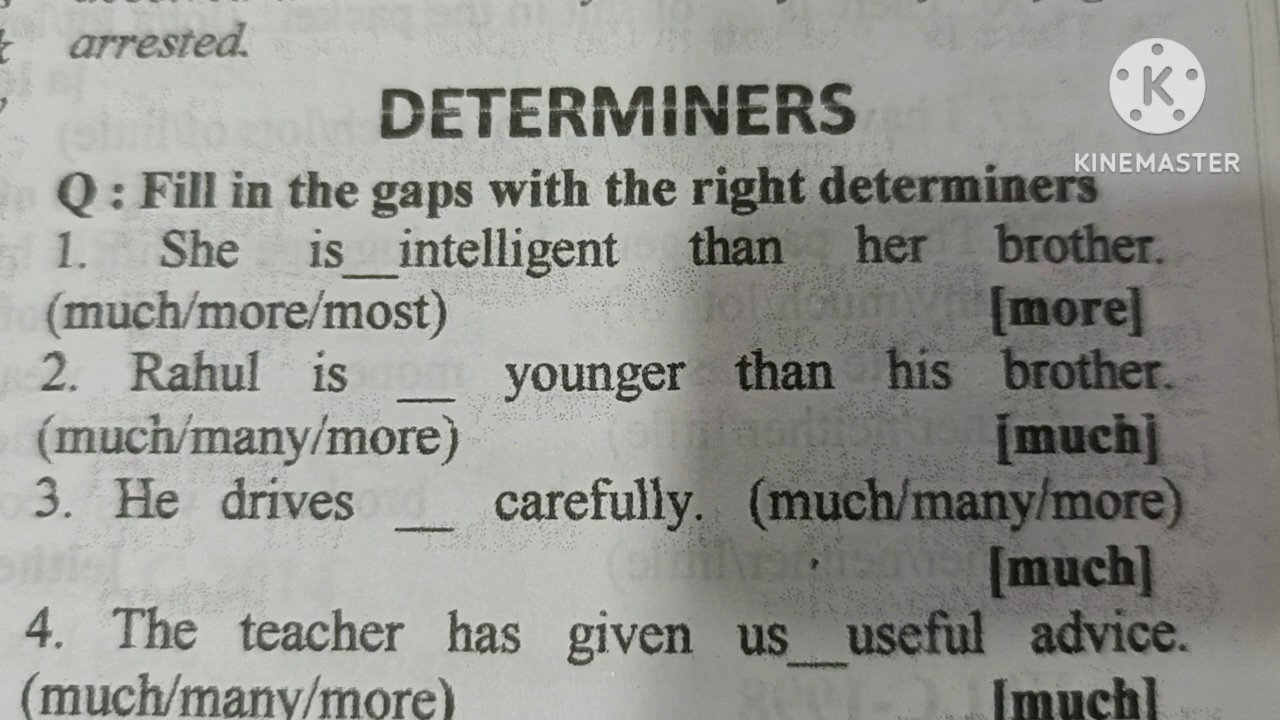 arrested.
KINEMASTER
DETERMINERS
Q : Fill in the gaps with the right determiners
1. She is__intelligent than her brother.
(much/more/most) [more]
2. Rahul is __ younger than his brother.
(much/many/more) [much]
3. He drives __ carefully. (much/many/more)
[much]
4. The teacher has given us__useful advice.
(much/many/more) [much]